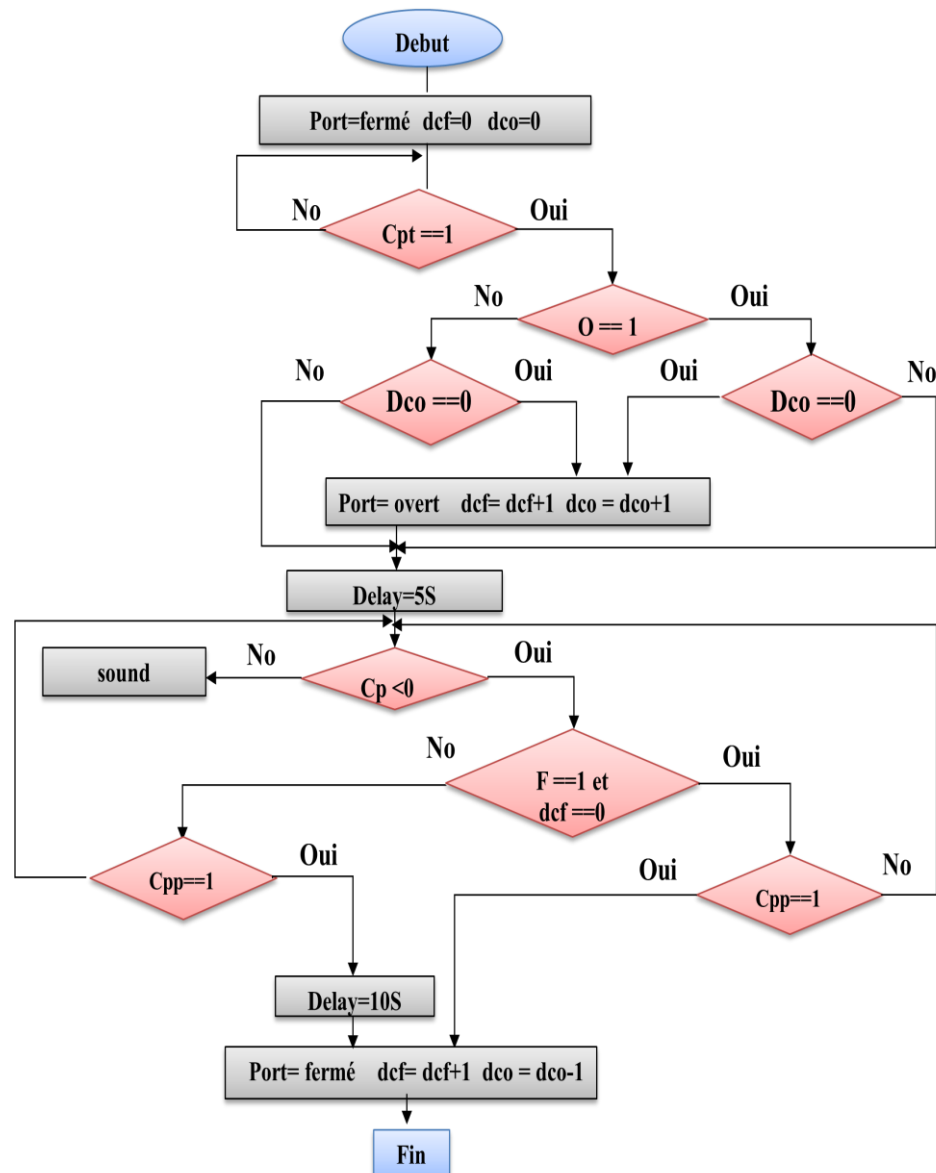 Debut
Port=fermé dcf=0 dco=0
No
Oui
Cpt ==1
No
Oui
O == 1
No
Oui
Oui
No
Dco ==0
Dco ==0
Port= overt dcf= dcf+1 dco = dco+1
Delay=5S
sound
No
Oui
Cp <0
No
Oui
F ==1 et
dcf ==0
Oui
Oui
No
Cpp==1
Cpp==1
Delay=10S
Port= fermé dcf= dcf+1 dco = dco-1
Fin